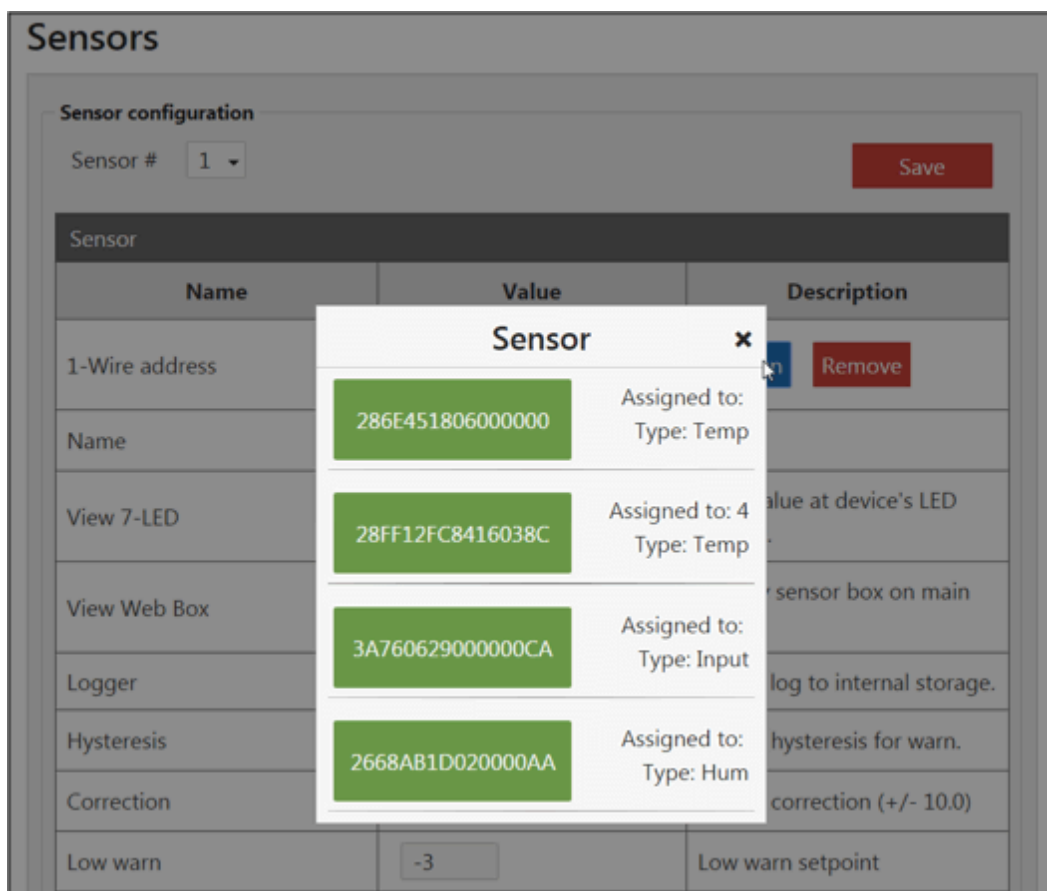 Sensors
Sensor configuration
Sensor # 1
Save
Sensor
Name Value Description
Sensor
1-Wire address
Remove
286E451806000000
Assigned to:
Type: Temp
Name
View 7-LED
28FF12FC8416038C
Assigned to: 4
Type: Temp
value at device's LED
.
View Web Box
sensor box on main
3A760629000000CA
Assigned to:
Type: Input
Logger
log to internal storage.
Hysteresis
hysteresis for warn.
2668AB1D020000AA
Assigned to:
Type: Hum
Correction
correction (+/- 10.0)
Low warn -3 Low warn setpoint